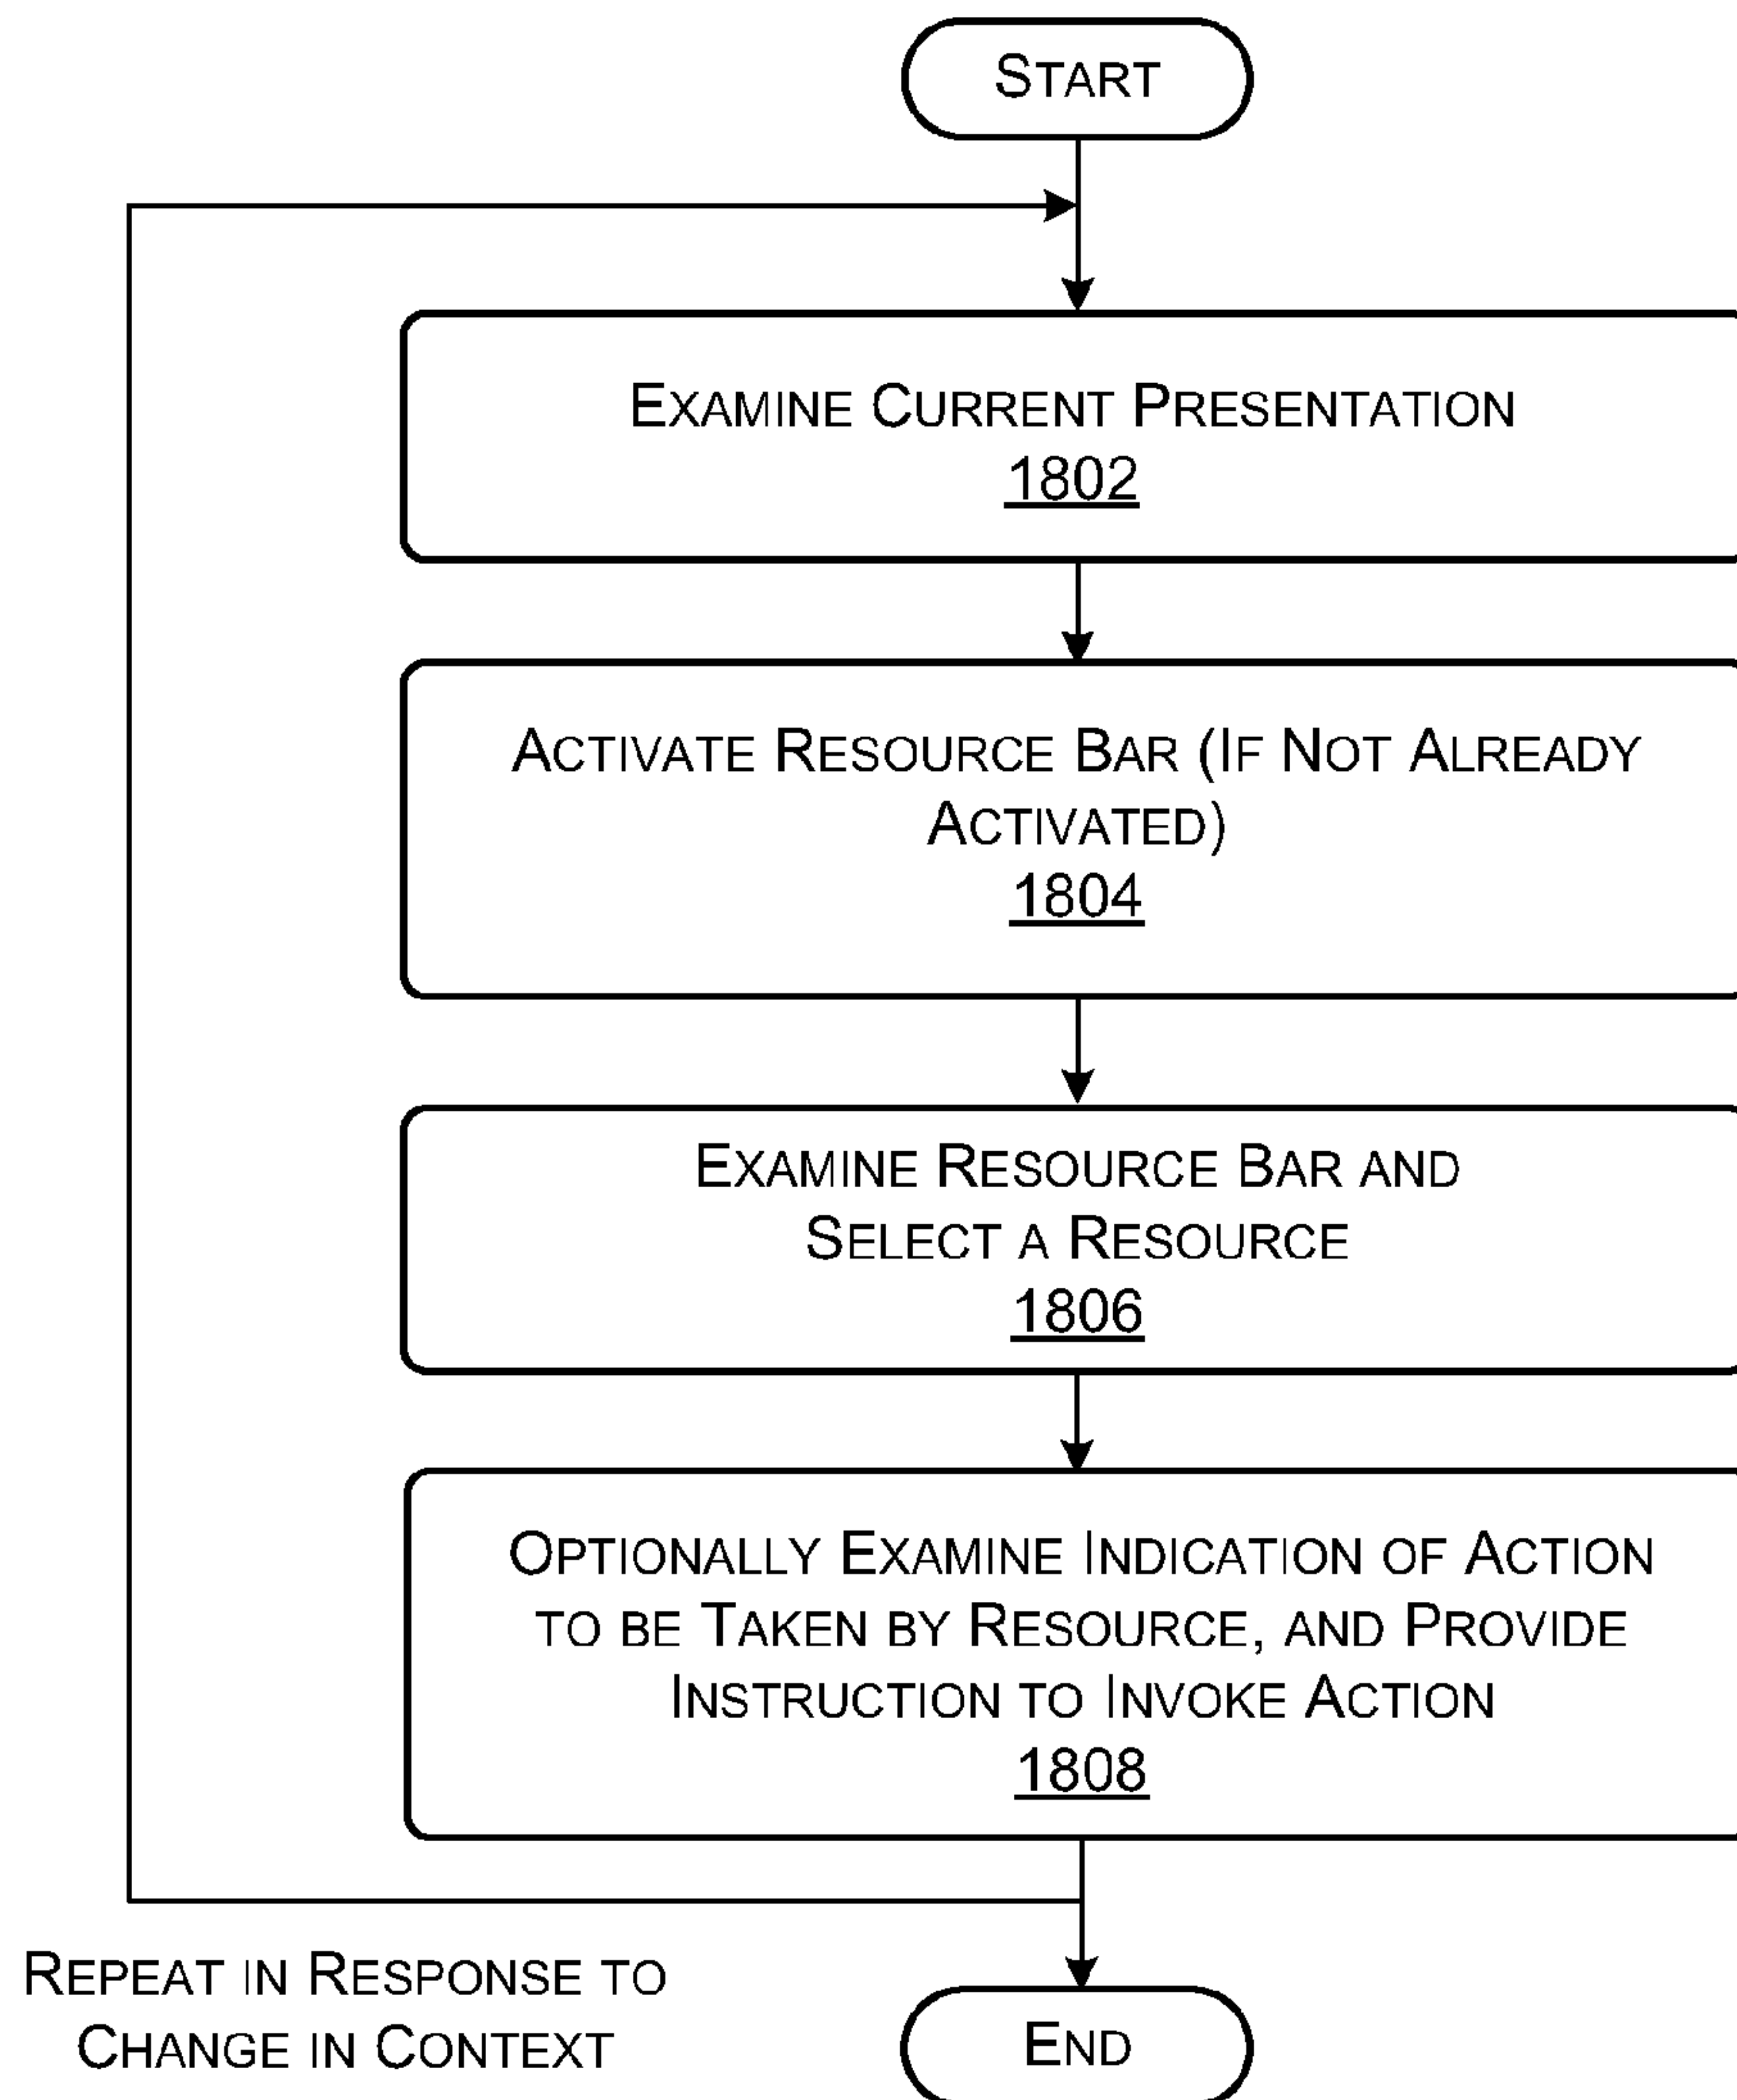 START
EXAMINE CURRENT PRESENTATION
1802
ACTIVATE RESOURCE BAR (IF NOT ALREADY
ACTIVATED)
1804
EXAMINE RESOURCE BAR AND
SELECT A RESOURCE
1806
OPTIONALLY EXAMINE INDICATION OF ACTION
TO BE TAKEN BY RESOURCE, AND PROVIDE
INSTRUCTION TO INVOKE ACTION
1808
REPEAT IN RESPONSE TO
CHANGE IN CONTEXT
END